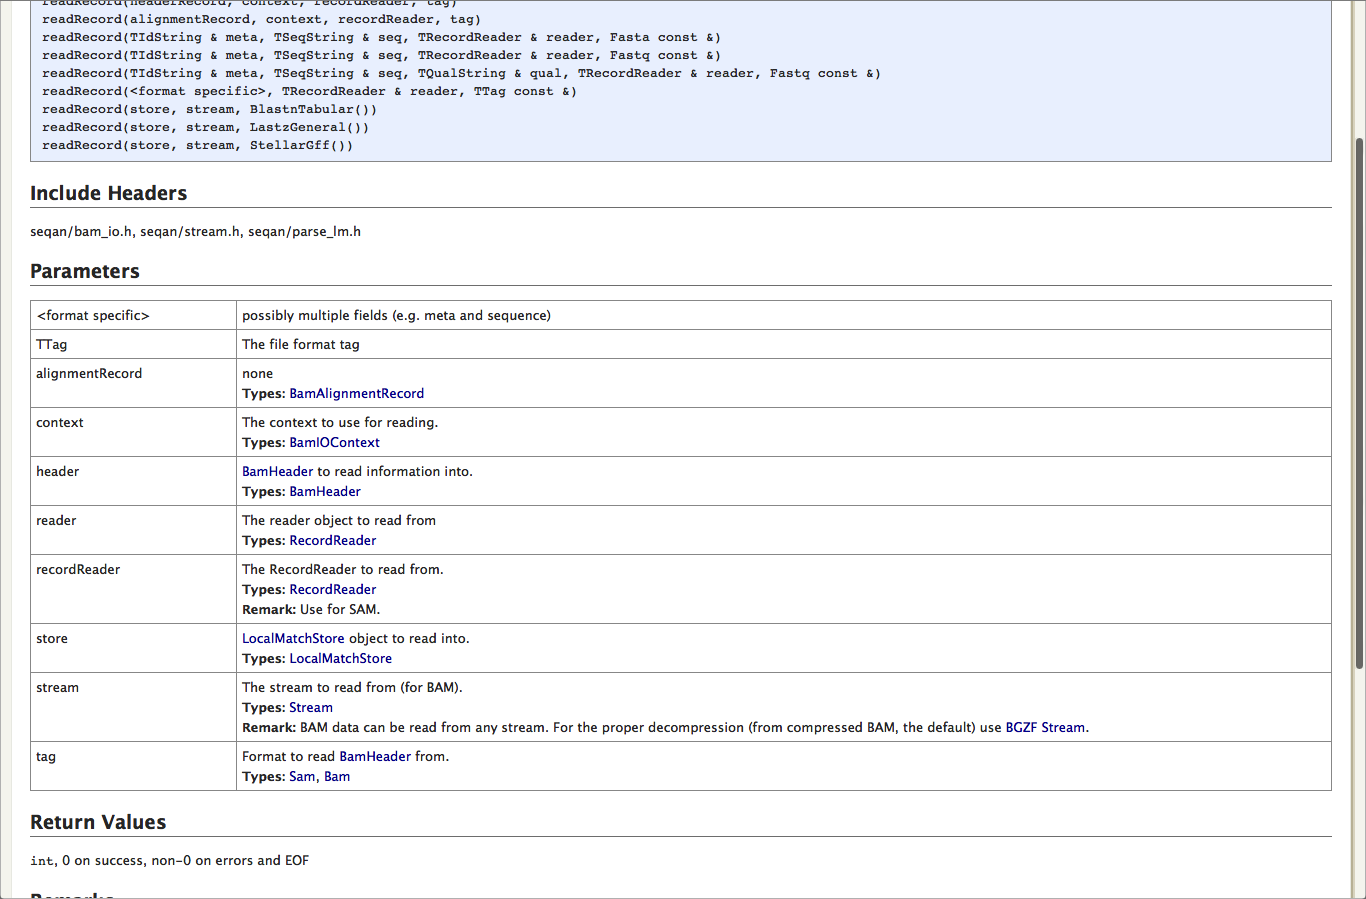 readRecord(headerRecord, context, recordReader, tag)
readRecord(alignmentRecord, context, recordReader, tag)
readRecord(TIdString & meta, TSeqString & seq, TRecordReader & reader, Fasta const &)
readRecord(TIdString & meta, TSeqString & seq, TRecordReader & reader, Fastq const &)
readRecord(TIdString & meta, TSeqString & seq, TQualString & qual, TRecordReader & reader, Fastq const &)
readRecord(<format specific>, TRecordReader & reader, TTag const &)
readRecord(store, stream, BlastnTabular())
readRecord(store, stream, LastzGeneral())
readRecord(store, stream, StellarGff())
Include Headers
seqan/bam_io.h, seqan/stream.h, seqan/parse_lm.h
Parameters
<format specific> possibly multiple fields (e.g. meta and sequence)
TTag The file format tag
alignmentRecord none
Types: BamAlignmentRecord
context The context to use for reading.
Types: BamIOContext
header BamHeader to read information into.
Types: BamHeader
reader The reader object to read from
Types: RecordReader
recordReader The RecordReader to read from.
Types: RecordReader
Remark: Use for SAM.
store LocalMatchStore object to read into.
Types: LocalMatchStore
stream The stream to read from (for BAM).
Types: Stream
Remark: BAM data can be read from any stream. For the proper decompression (from compressed BAM, the default) use BGZF Stream.
tag Format to read BamHeader from.
Types: Sam, Bam
Return Values
int, 0 on success, non-0 on errors and EOF
Remarks